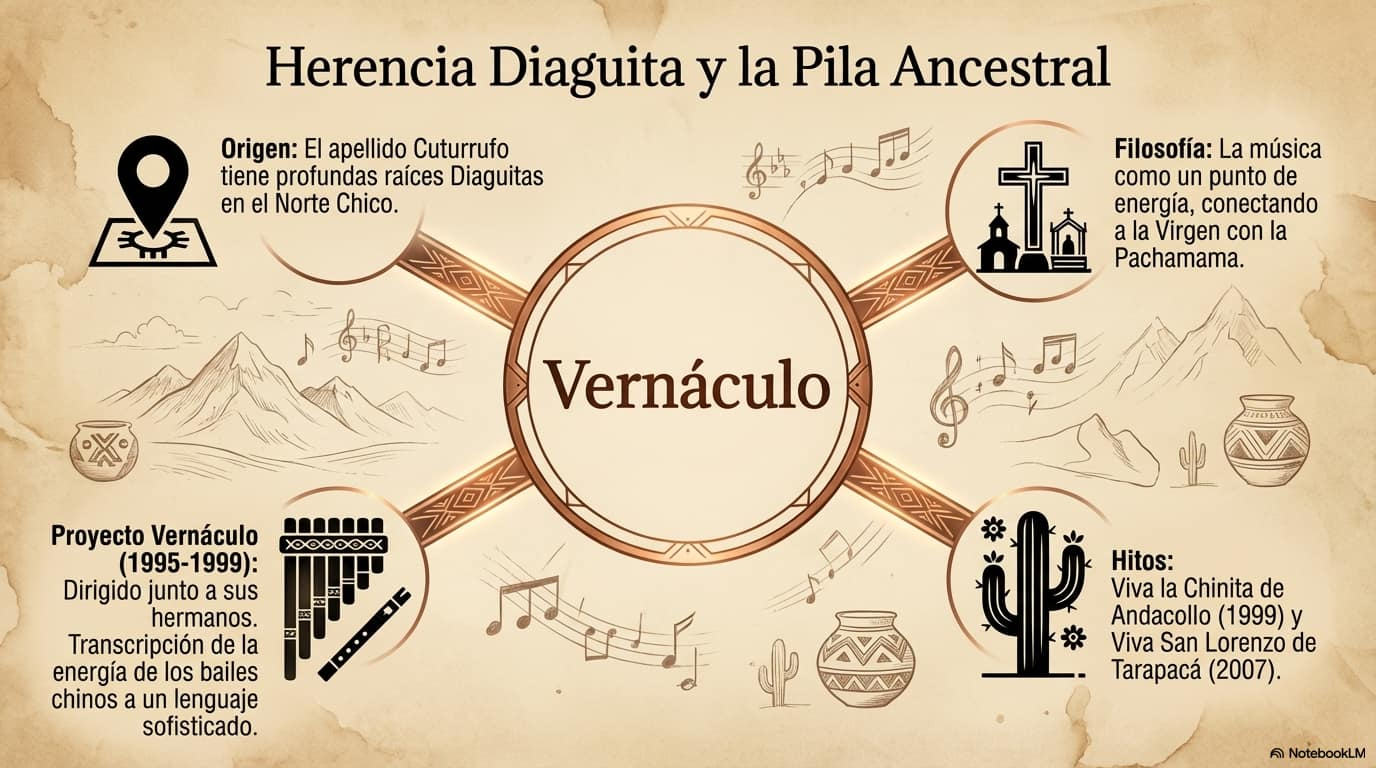 Herencia Diaguita y la Pila Ancestral
Origen: El apellido Cuturrufo
tiene profundas raíces Diaguitas
en el Norte Chico.
Filosofía: La música
como un punto de
energía, conectando
a la Virgen con la
Pachamama.
Vernáculo
Proyecto Vernáculo
(1995-1999):
Dirigido junto a sus
hermanos.
Transcripción de la
energía de los bailes
chinos a un lenguaje
sofisticado.
Hitos:
Viva la Chinita de
Andacollo (1999) y
Viva San Lorenzo de
Tarapacá (2007).
NotebookLM